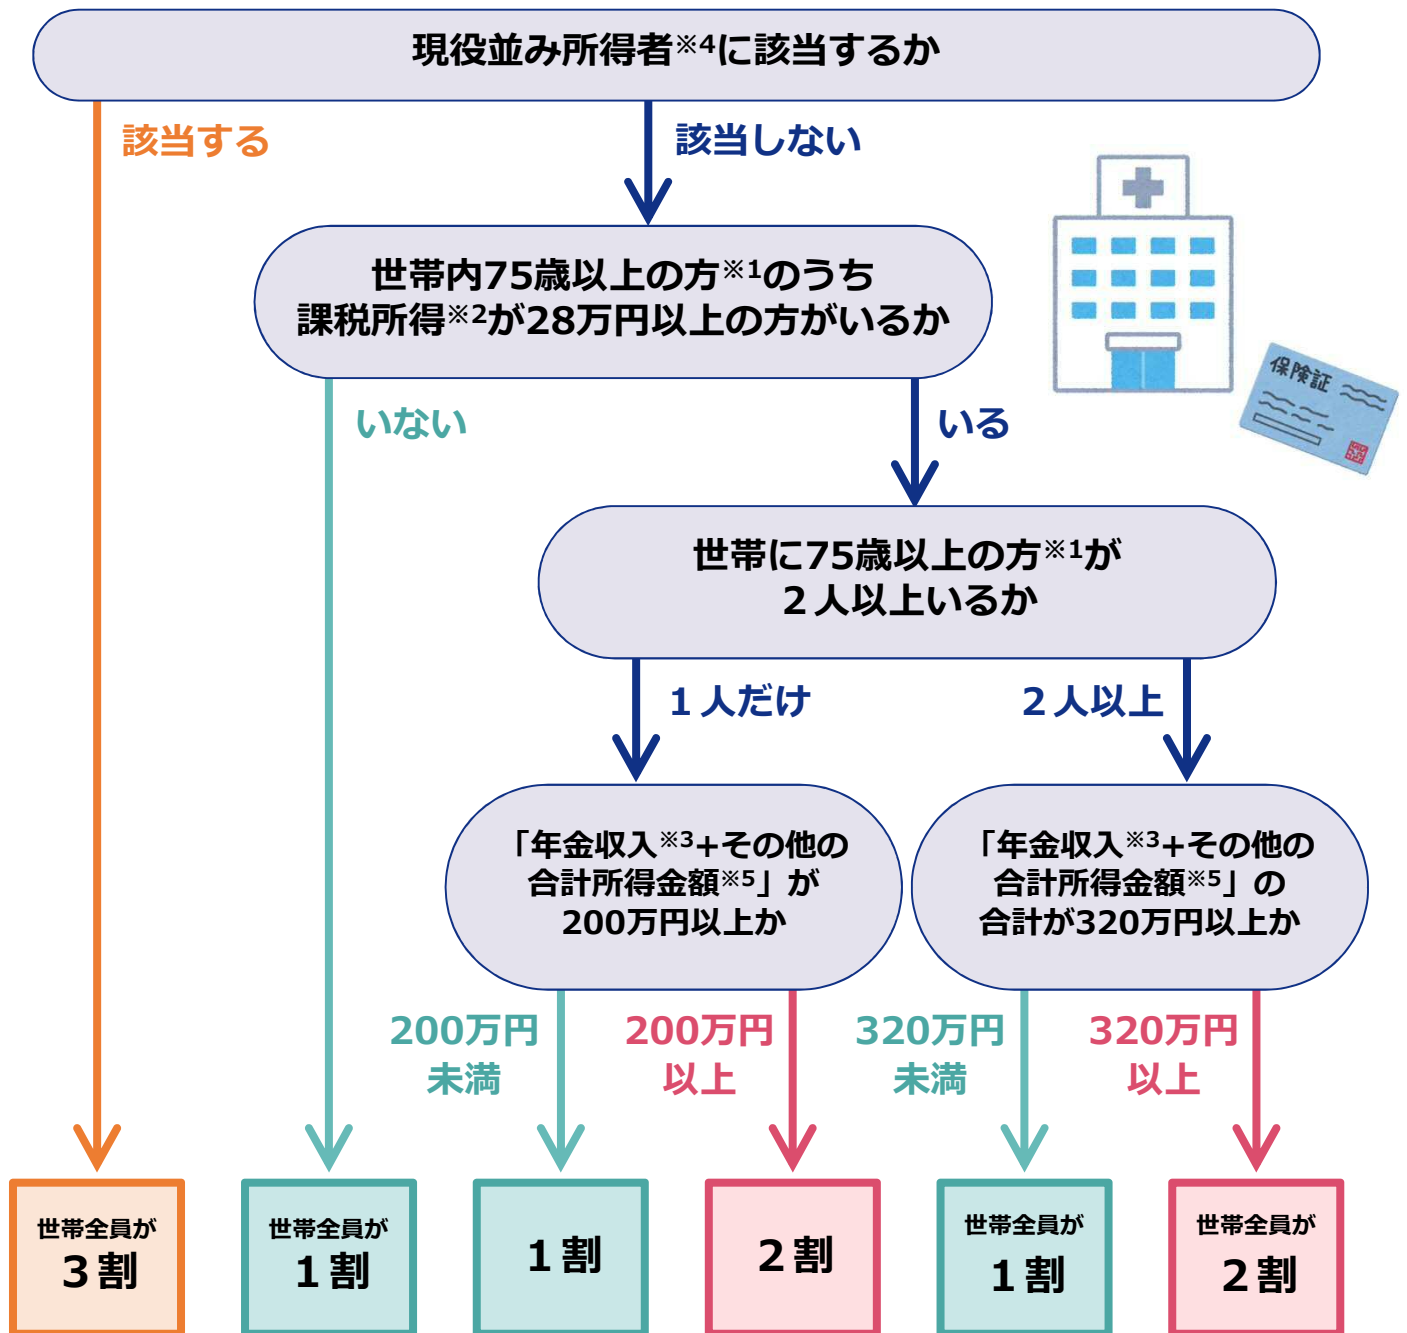 現役並み所得者※4に該当するか
該当する
該当しない
世帯内75歳以上の方※1のうち
課税所得※2が28万円以上の方がいるか
保険証
いない
いる
世帯に75歳以上の方※1が
２人以上いるか
１人だけ
２人以上
「年金収入※3+その他の
合計所得金額※5」が
200万円以上か
「年金収入※3+その他の
合計所得金額※5」の
合計が320万円以上か
200万円
未満
200万円
以上
320万円
未満
320万円
以上
世帯全員が
３割
世帯全員が
１割
１割
２割
世帯全員が
１割
世帯全員が
２割